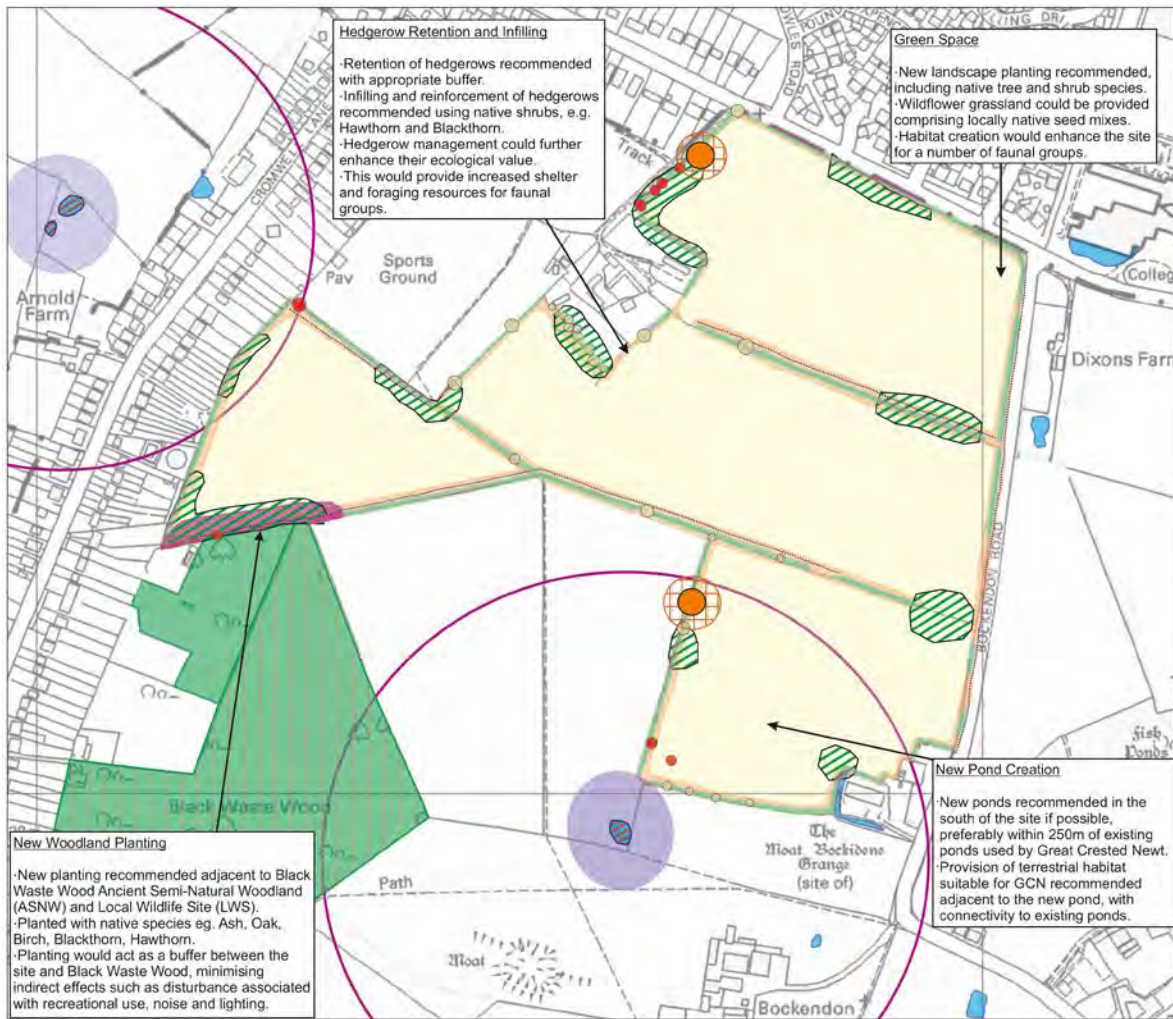 Hedgerow Retention and Infilling
·Retention of hedgerows recommended
with appropriate buffer.
·Infilling and reinforcement of hedgerows
recommended using native shrubs, e.g.
Hawthorn and Blackthorn.
·Hedgerow management could further
enhance their ecological value.
·This would provide increased shelter
and foraging resources for faunal
groups.
Green Space
·New landscape planting recommended,
including native tree and shrub species.
·Wildflower grassland could be provided
comprising locally native seed mixes.
·Habitat creation would enhance the site
for a number of faunal groups.
ROAD
LANE
Track
Sports
Ground
Pav
Arnold
Farm
Dixons Farm
BOCKENDON ROAD
Black Waste Wood
Fish
Ponds
The
Moat Bockidene
Grange
(site of)
Path
Moat
Bockendon
New Woodland Planting
·New planting recommended adjacent to Black
Waste Wood Ancient Semi-Natural Woodland
(ASNW) and Local Wildlife Site (LWS).
·Planted with native species eg. Ash, Oak,
Birch, Blackthorn, Hawthorn.
·Planting would act as a buffer between the
site and Black Waste Wood, minimising
indirect effects such as disturbance associated
with recreational use, noise and lighting.
New Pond Creation
·New ponds recommended in the
south of the site if possible,
preferably within 250m of existing
ponds used by Great Crested Newt.
·Provision of terrestrial habitat
suitable for GCN recommended
adjacent to the new pond, with
connectivity to existing ponds.